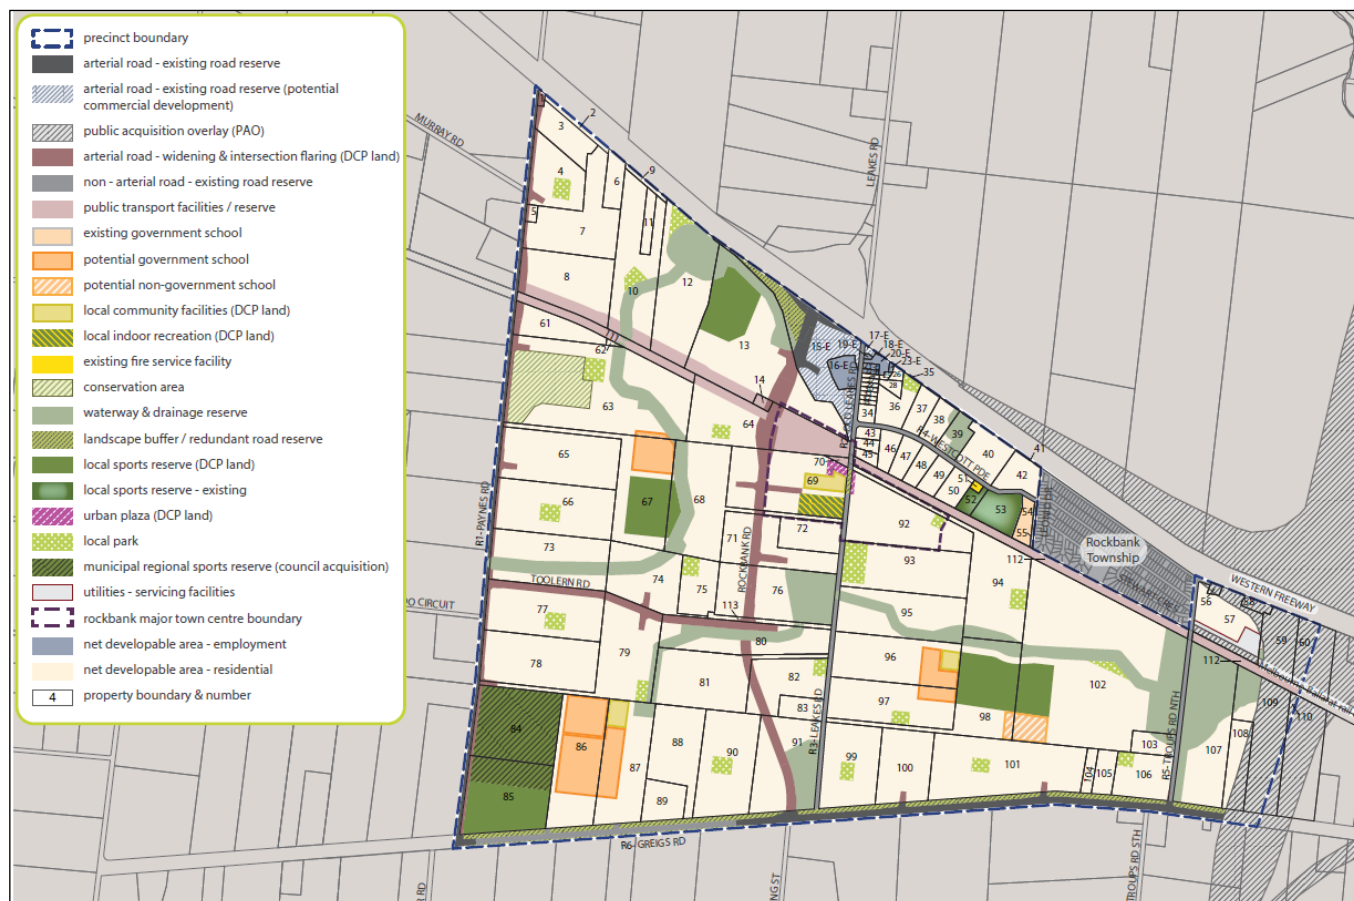 precinct boundary
arterial road - existing road reserve
arterial road - existing road reserve (potential
commercial development)
public acquisition overlay (PAO)
arterial road - widening & intersection flaring (DCP land)
non - arterial road - existing road reserve
public transport facilities / reserve
existing government school
potential government school
potential non-government school
local community facilities (DCP land)
local indoor recreation (DCP land)
existing fire service facility
conservation area
waterway & drainage reserve
landscape buffer / redundant road reserve
local sports reserve (DCP land)
local sports reserve - existing
urban plaza (DCP land)
local park
municipal regional sports reserve (council acquisition)
utilities - servicing facilities
rockbank major town centre boundary
net developable area - employment
net developable area - residential
4 property boundary & number
MURRAY RD
LEAKES RD
2
3
4
5
6
7
8
9
10
11
12
13
14
15-E
16-E
17-E
18-E
19-E
20-E
23-E
35
28
34
36
37
38
39
40
41
42
43
44
45
46
47
48
49
50
51
52
53
54
55
R4-WESTCOTT PDE
Rockbank
Township
WESTERN FREEWAY
56
57
58
59
60
61
62
63
64
65
66
67
68
69
70
71
72
73
74
75
76
77
78
79
80
81
82
83
84
85
86
87
88
89
90
91
92
93
94
95
96
97
98
99
100
101
102
103
104
105
106
107
108
109
110
112
112
113
R1-PAYNES RD
TOOLERN RD
ROCKBANK RD
R3-LEAKES RD
R5-TROUPS RD NTH
R6-GREIGS RD
TROUPS RD STH
O CIRCUIT
NG ST
R RD